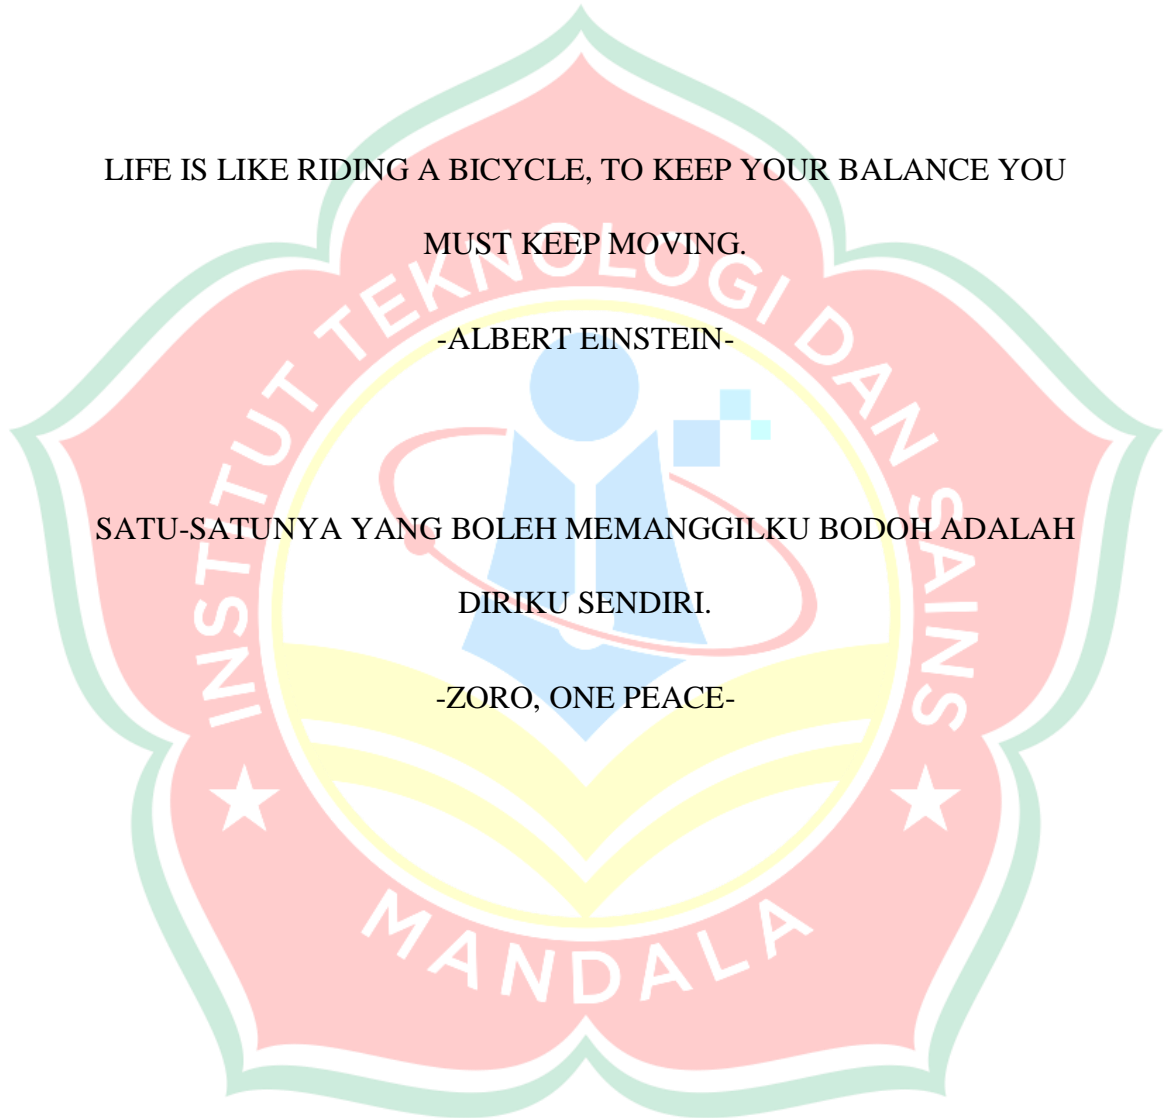 LIFE IS LIKE RIDING A BICYCLE, TO KEEP YOUR BALANCE YOU
MUST KEEP MOVING.
-ALBERT EINSTEIN-
SATU-SATUNYA YANG BOLEH MEMANGGILKU BODOH ADALAH
DIRIKU SENDIRI.
-ZORO, ONE PEACE-
INSTITUT TEKNOLOGI DAN SAINS
MANDALA